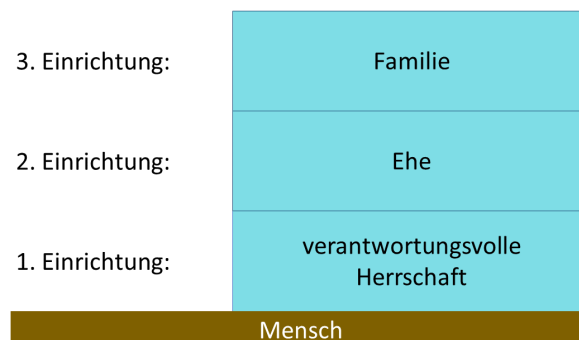 3. Einrichtung:
Familie
2. Einrichtung:
Ehe
1. Einrichtung:
verantwortungsvolle
Herrschaft
Mensch